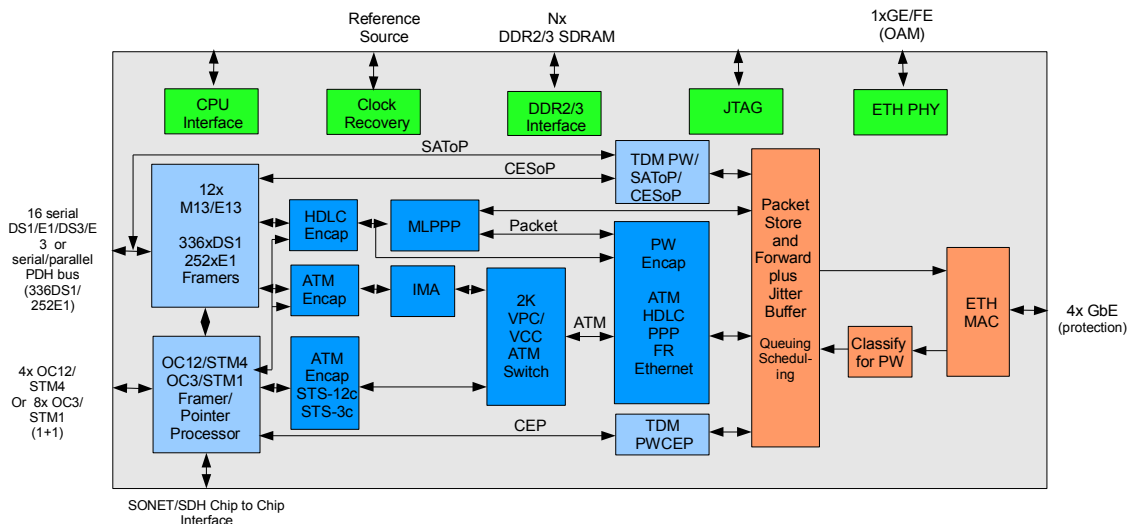 Reference
Source
Nx
DDR2/3 SDRAM
1xGE/FE
(OAM)
CPU
Interface
Clock
Recovery
DDR2/3
Interface
JTAG
ETH PHY
SAToP
CESoP
TDM PW/
SAToP/
CESoP
12x
M13/E13
336xDS1
252xE1
Framers
16 serial
DS1/E1/DS3/E
3 or
serial/parallel
PDH bus
(336DS1/
252E1)
HDLC
Encap
MLPPP
Packet
PW
Encap
ATM
HDLC
PPP
FR
Ethernet
Packet
Store
and
Forward
plus
Jitter
Buffer
Queuing
Schedul-
ing
ATM
Encap
IMA
2K
VPC/
VCC
ATM
Switch
ATM
ETH
MAC
4x GbE
(protection)
Classify
for PW
OC12/STM4
OC3/STM1
Framer/
Pointer
Processor
ATM
Encap
STS-12c
STS-3c
4x OC12/
STM4
Or 8x OC3/
STM1
(1+1)
CEP
TDM
PWCEP
SONET/SDH Chip to Chip
Interface